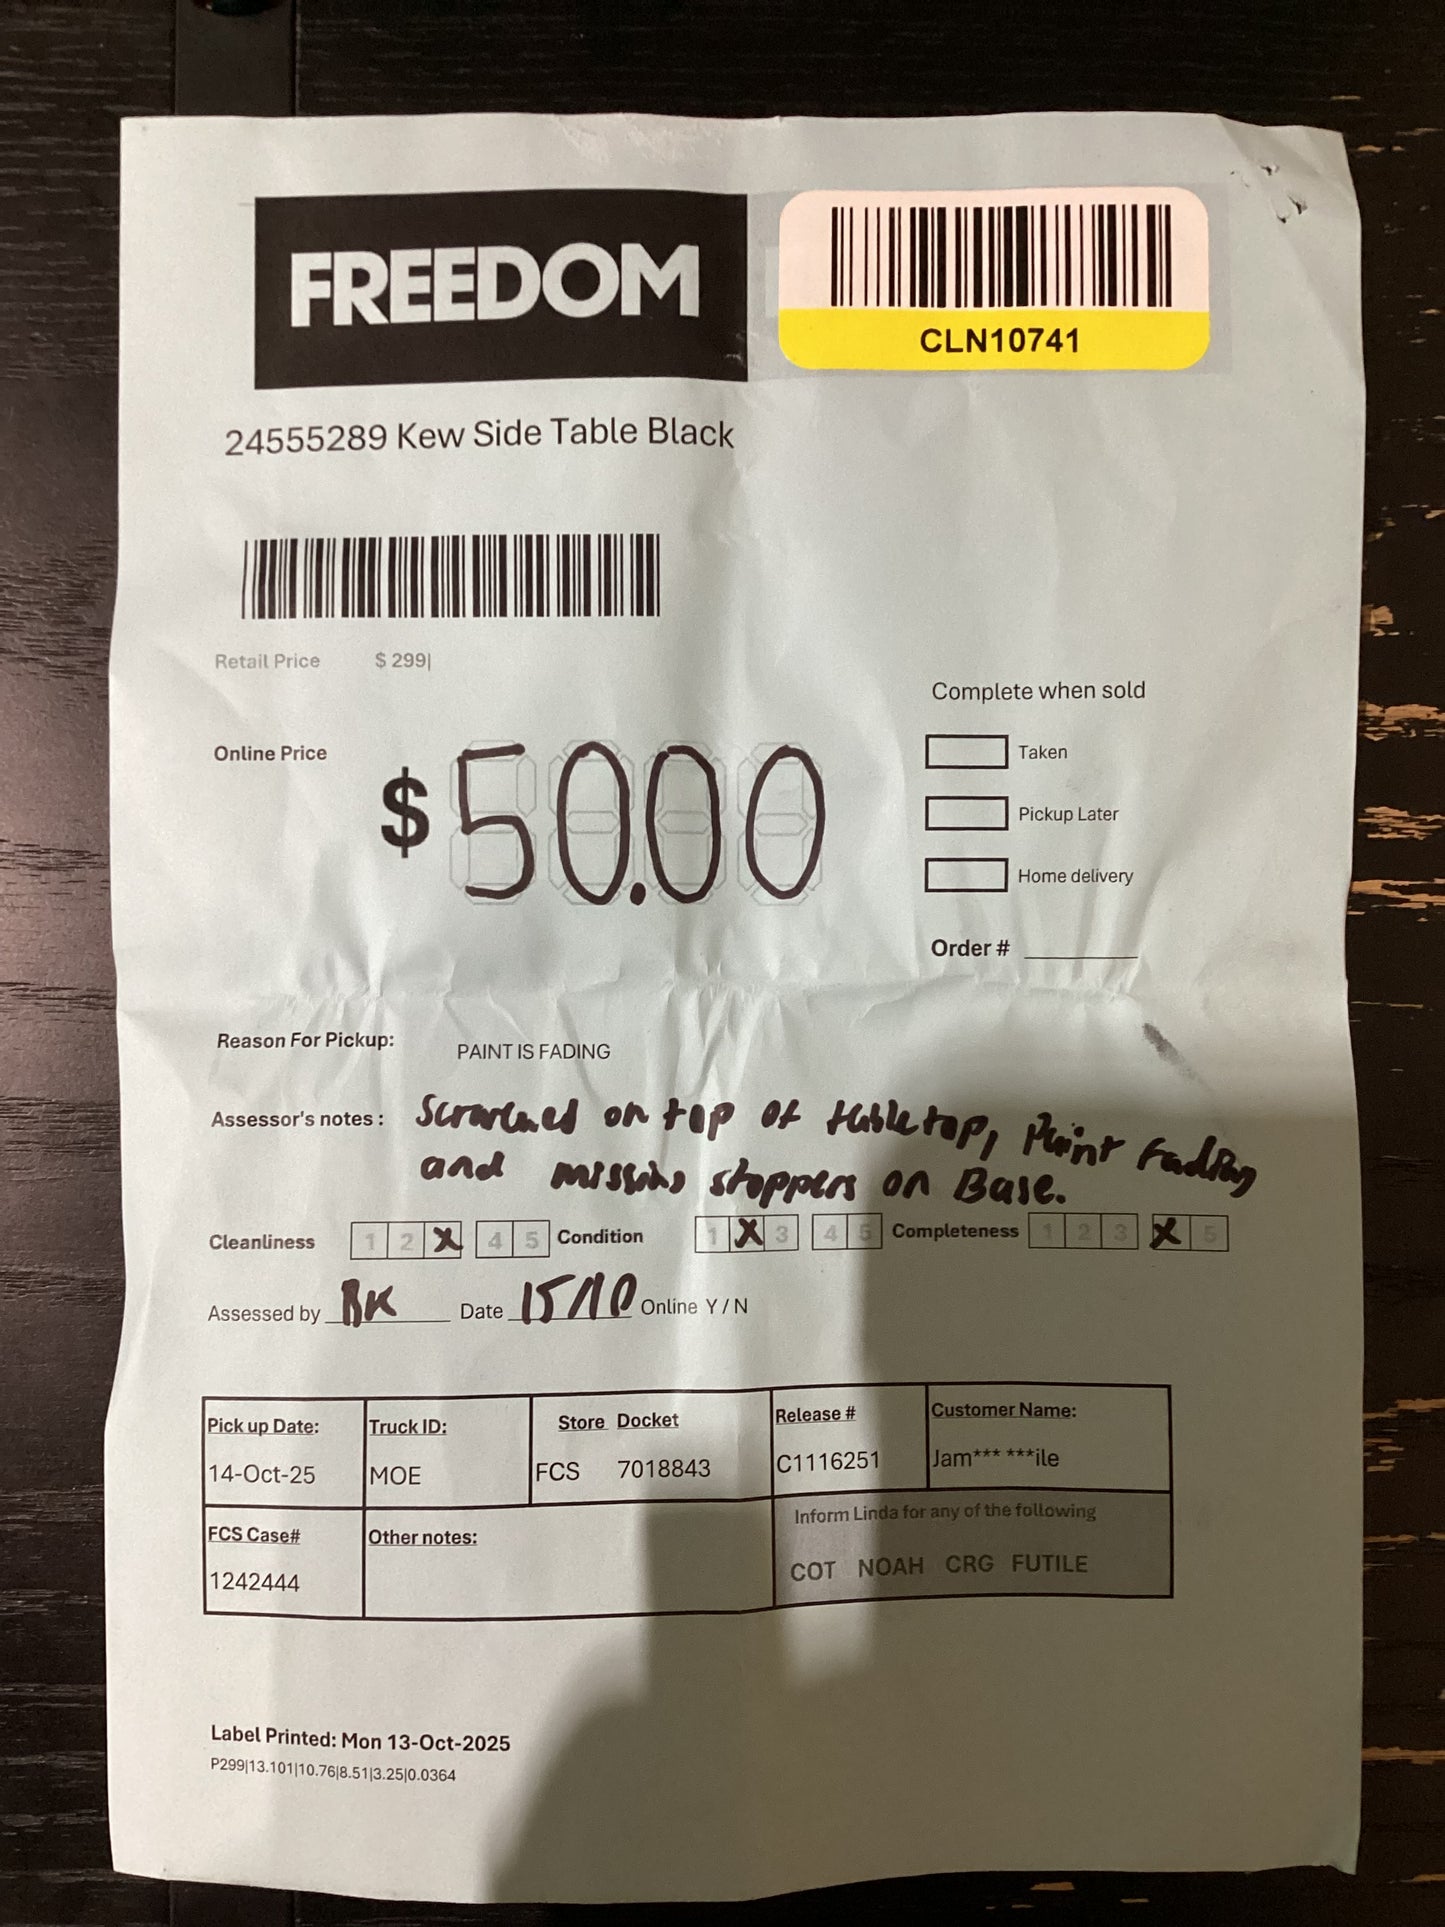 FREEDOM
CLN10741
24555289 Kew Side Table Black
Retail Price $ 299|
Complete when sold
Online Price $ 50.00
Taken
Pickup Later
Home delivery
Order #
Reason For Pickup: PAINT IS FADING
Assessor's notes: Scratched on top of tabletop, Paint Fading
and missing stoppers on Base.
Cleanliness 1 2 X 4 5 Condition 1 X 3 4 5 Completeness 1 2 3 X 5
Assessed by BK Date 15/10 Online Y / N
Pick up Date: Truck ID: Store Docket Release # Customer Name:
14-Oct-25 MOE FCS 7018843 C1116251 Jam*** ***ile
FCS Case# Other notes: Inform Linda for any of the following
1242444 COT NOAH CRG FUTILE
Label Printed: Mon 13-Oct-2025
P299|13.101|10.76|8.51|3.25|0.0364